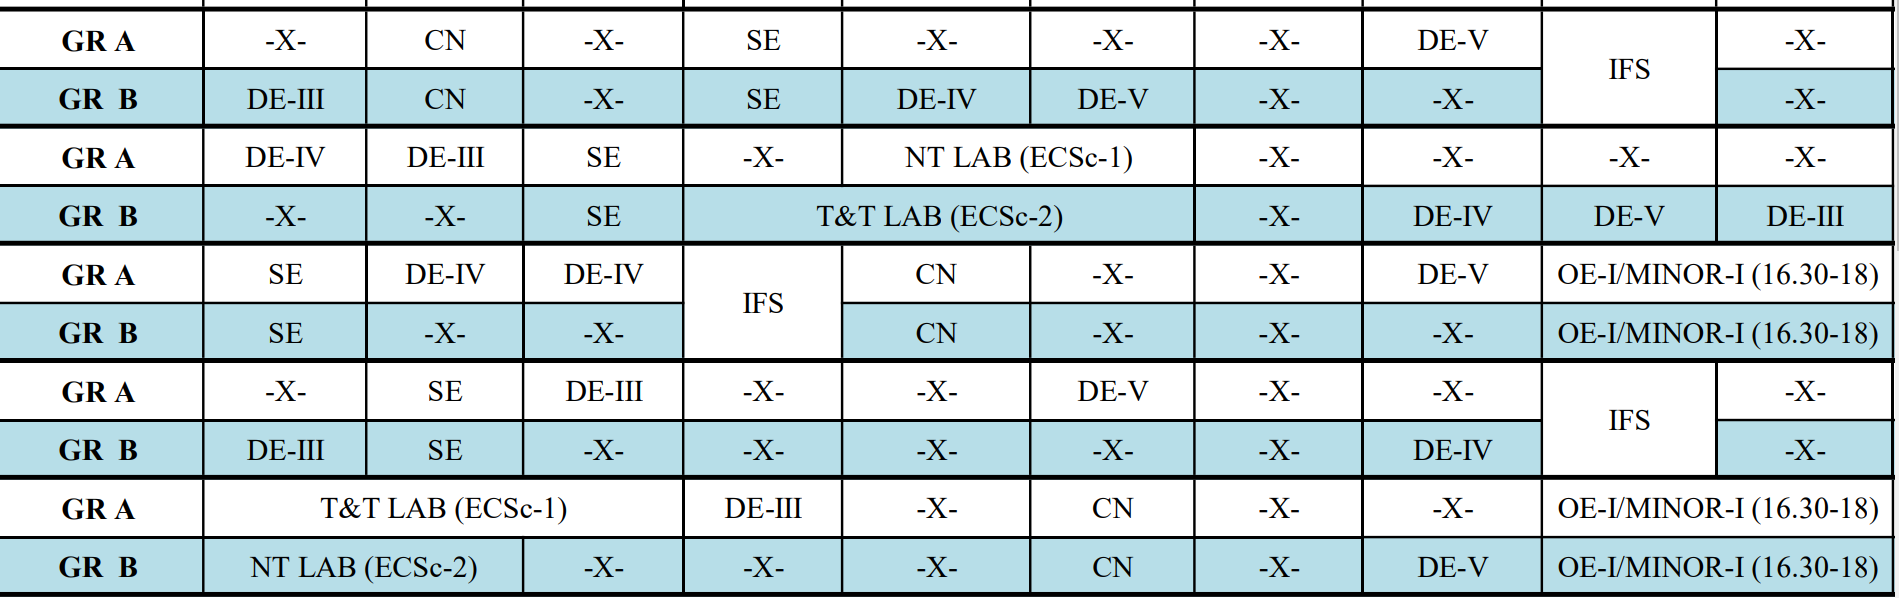 GR A -X- CN -X- SE -X- -X- -X- DE-V IFS -X-
GR B DE-III CN -X- SE DE-IV DE-V -X- -X- -X-
GR A DE-IV DE-III SE -X- NT LAB (ECSc-1) -X- -X- -X- -X-
GR B -X- -X- SE T&T LAB (ECSc-2) -X- DE-IV DE-V DE-III
GR A SE DE-IV DE-IV IFS CN -X- -X- DE-V OE-I/MINOR-I (16.30-18)
GR B SE -X- -X- CN -X- -X- -X- OE-I/MINOR-I (16.30-18)
GR A -X- SE DE-III -X- -X- DE-V -X- -X- IFS -X-
GR B DE-III SE -X- -X- -X- -X- -X- DE-IV -X-
GR A T&T LAB (ECSc-1) DE-III -X- CN -X- -X- OE-I/MINOR-I (16.30-18)
GR B NT LAB (ECSc-2) -X- -X- -X- CN -X- DE-V OE-I/MINOR-I (16.30-18)